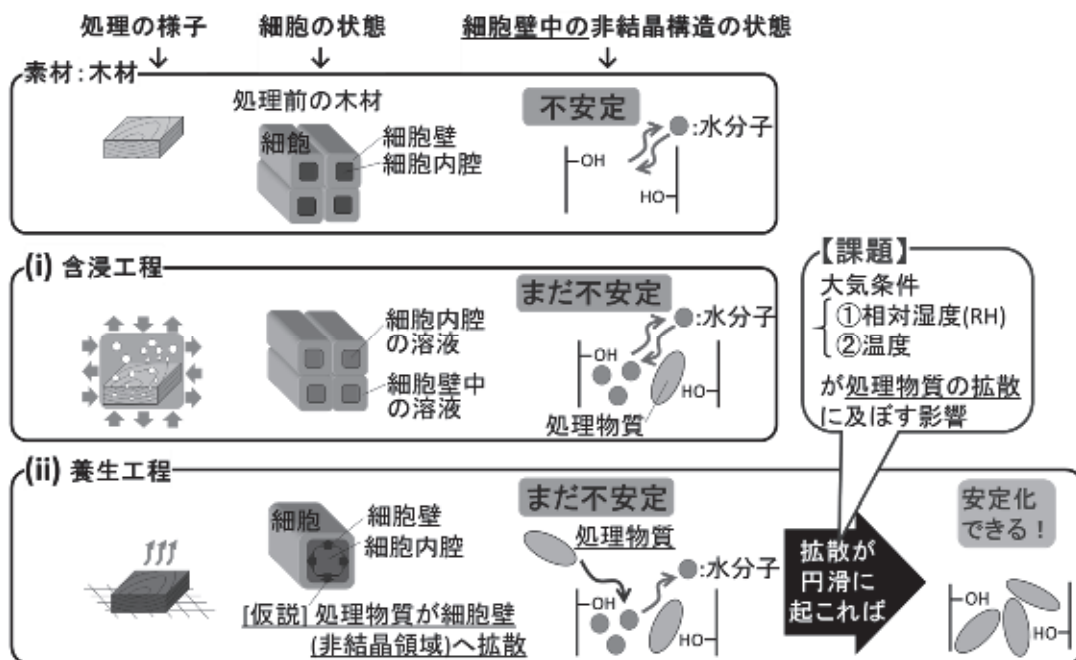 処理の様子
細胞の状態
細胞壁中の非結晶構造の状態
素材：木材
処理前の木材
細飽
細胞壁
細胞内腔
不安定
:水分子
OH
HO
(i) 含浸工程
細胞内腔
の溶液
細胞壁中
の溶液
まだ不安定
:水分子
OH
HO
処理物質
【課題】
大気条件
①相対湿度(RH)
②温度
が処理物質の拡散
に及ぼす影響
(ii) 養生工程
細胞
細胞壁
細胞内腔
[仮説] 処理物質が細胞壁
(非結晶領域)へ拡散
まだ不安定
処理物質
:水分子
OH
HO
拡散が
円滑に
起これば
安定化
できる！
OH
HO